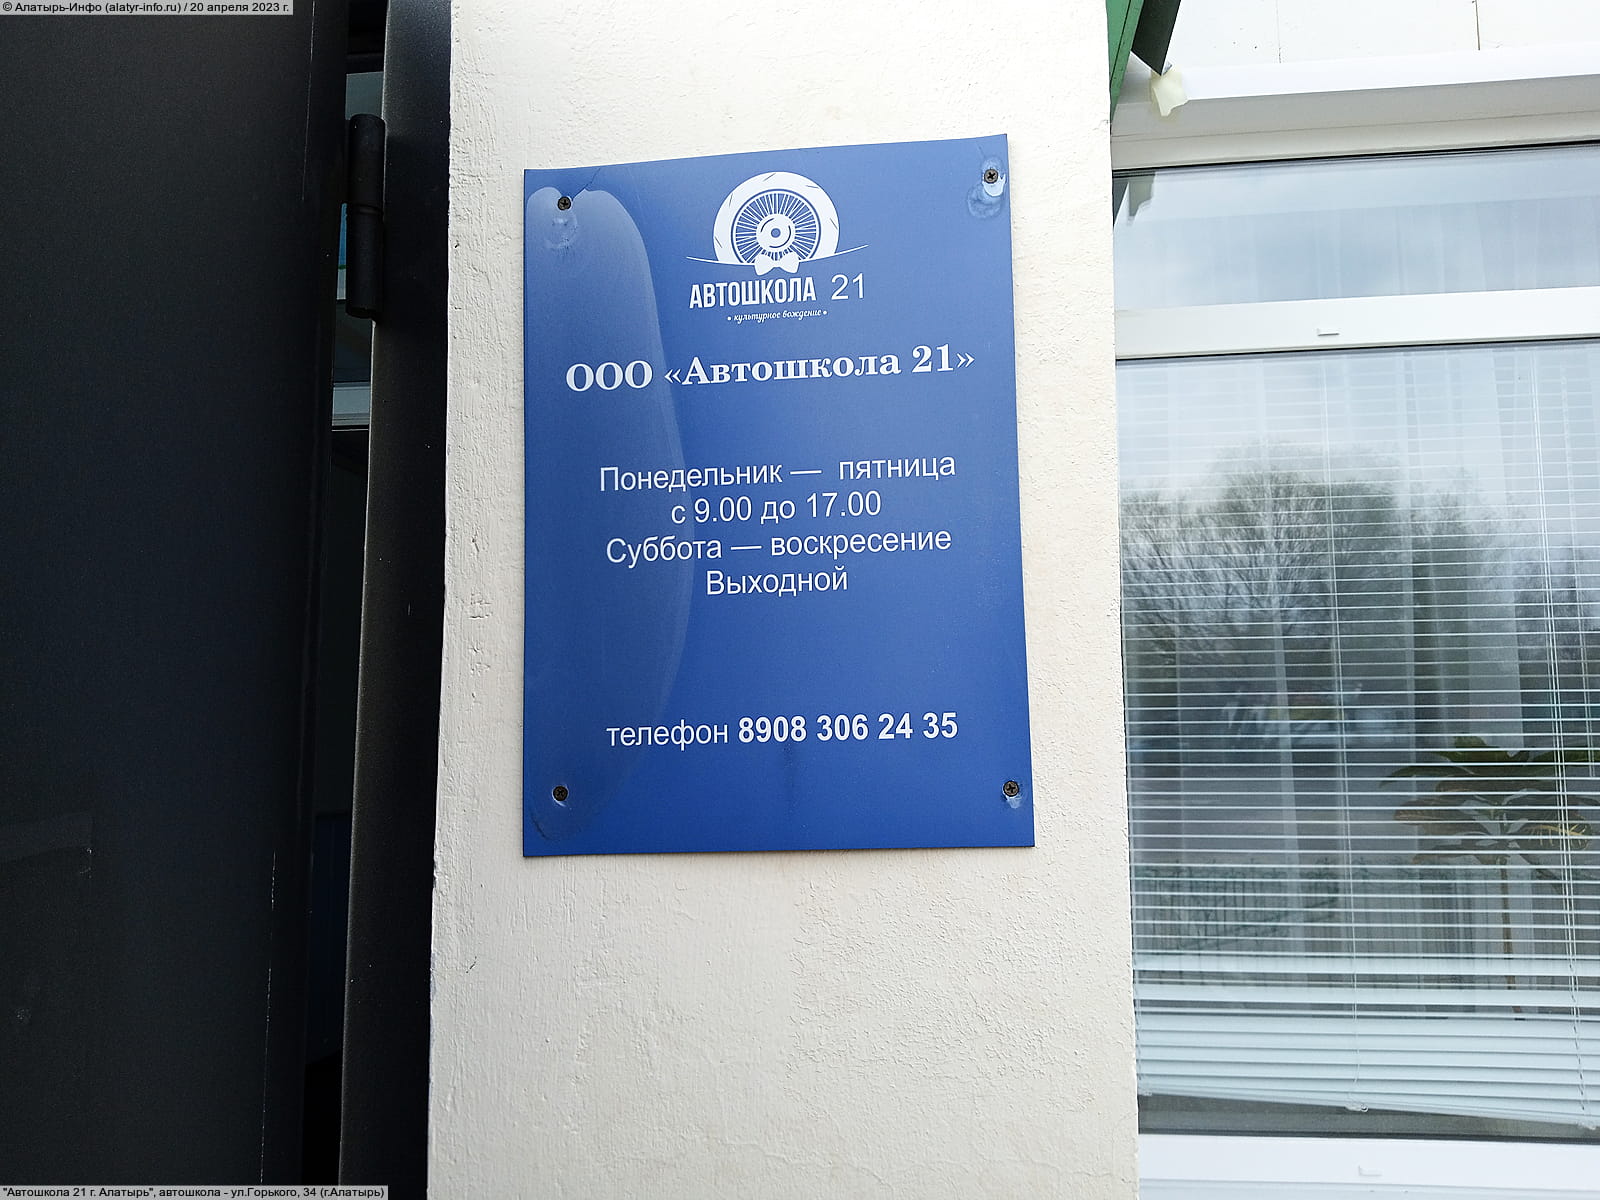 © Алатырь-Инфо (alatyr-info.ru) / 20 апреля 2023 г.
АВТОШКОЛА 21
• культурное вождение •
ООО «Автошкола 21»
Понедельник — пятница
с 9.00 до 17.00
Суббота — воскресение
Выходной
телефон 8908 306 24 35
"Автошкола 21 г. Алатырь", автошкола - ул.Горького, 34 (г.Алатырь)